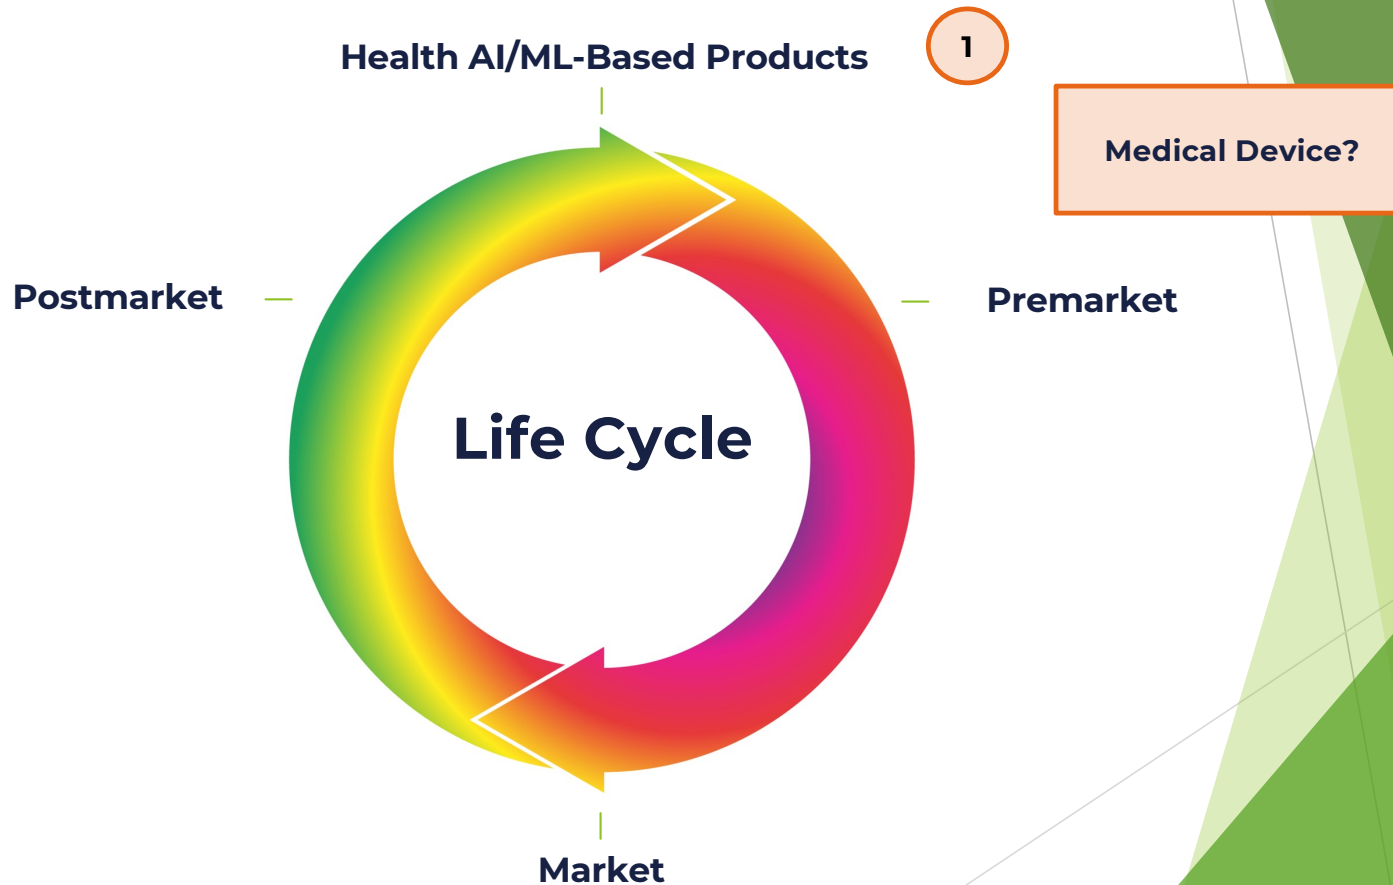 Health AI/ML-Based Products
1
Medical Device?
Postmarket
Premarket
Life Cycle
Market